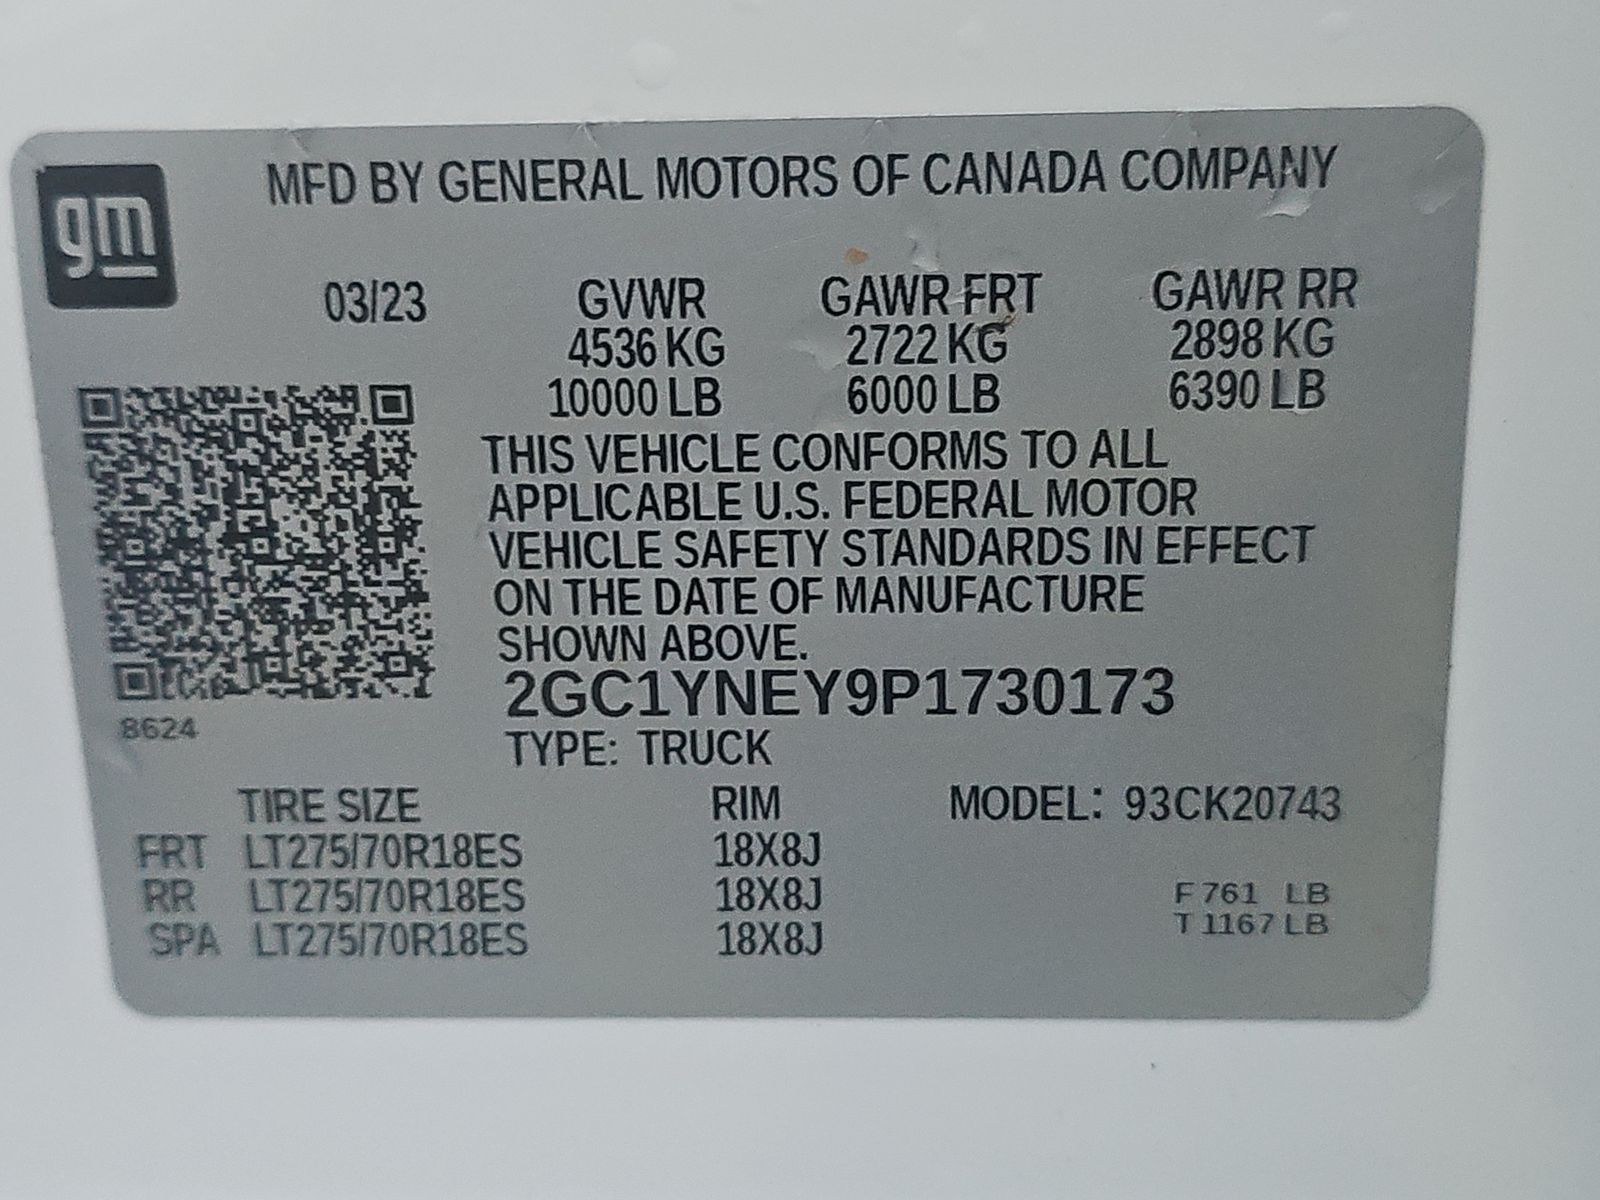 gm
MFD BY GENERAL MOTORS OF CANADA COMPANY
03/23 GVWR GAWR FRT GAWR RR
4536 KG 2722 KG 2898 KG
10000 LB 6000 LB 6390 LB
THIS VEHICLE CONFORMS TO ALL
APPLICABLE U.S. FEDERAL MOTOR
VEHICLE SAFETY STANDARDS IN EFFECT
ON THE DATE OF MANUFACTURE
SHOWN ABOVE.
2GC1YNEY9P1730173
8624
TYPE: TRUCK
TIRE SIZE RIM MODEL: 93CK20743
FRT LT275/70R18ES 18X8J
RR LT275/70R18ES 18X8J F 761 LB
T 1167 LB
SPA LT275/70R18ES 18X8J